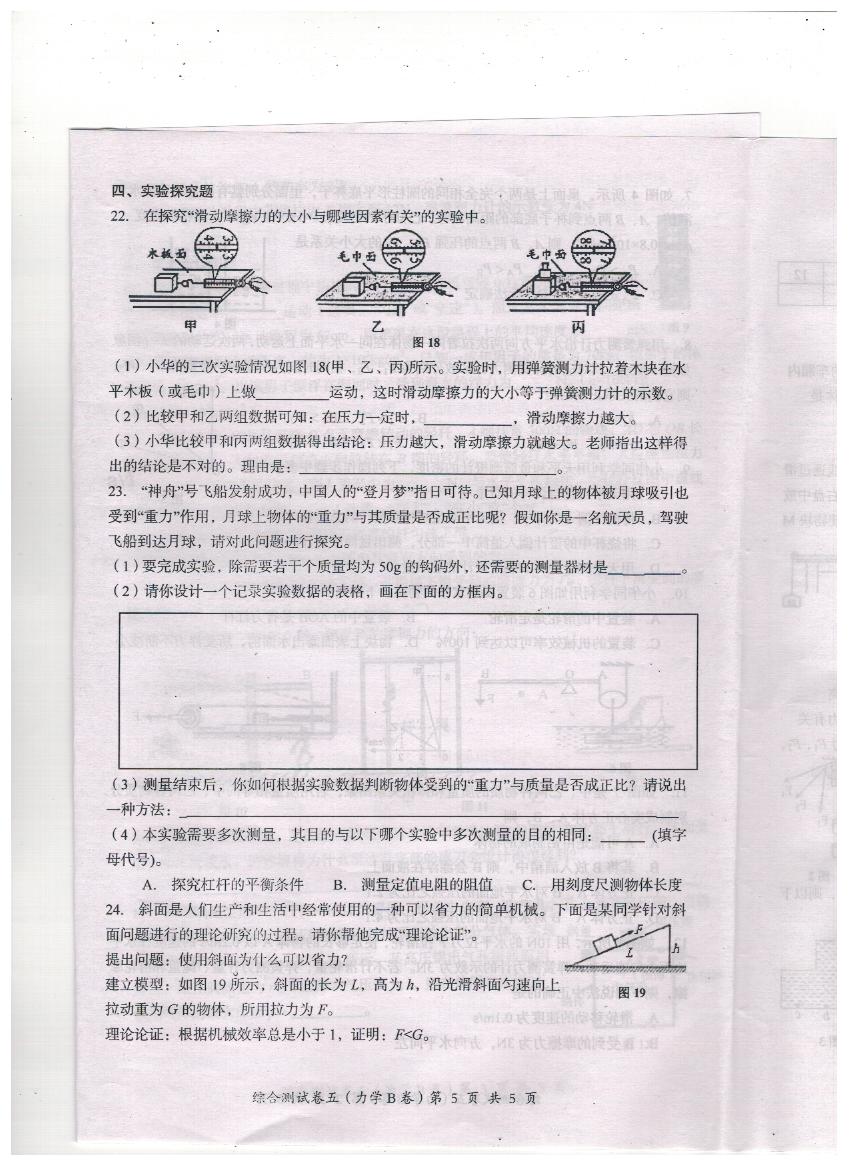 四、实验探究题
22. 在探究“滑动摩擦力的大小与哪些因素有关”的实验中。
木板面
毛巾面
毛巾面
甲
乙
丙
图 18
（1）小华的三次实验情况如图 18(甲、乙、丙)所示。实验时，用弹簧测力计拉着木块在水
平木板（或毛巾）上做__________运动，这时滑动摩擦力的大小等于弹簧测力计的示数。
（2）比较甲和乙两组数据可知：在压力一定时，____________，滑动摩擦力越大。
（3）小华比较甲和丙两组数据得出结论：压力越大，滑动摩擦力就越大。老师指出这样得
出的结论是不对的。理由是：____________________________________。
23. “神舟”号飞船发射成功，中国人的“登月梦”指日可待。已知月球上的物体被月球吸引也
受到“重力”作用，月球上物体的“重力”与其质量是否成正比呢？假如你是一名航天员，驾驶
飞船到达月球，请对此问题进行探究。
（1）要完成实验，除需要若干个质量均为 50g 的钩码外，还需要的测量器材是__________。
（2）请你设计一个记录实验数据的表格，画在下面的方框内。
（3）测量结束后，你如何根据实验数据判断物体受到的“重力”与质量是否成正比？请说出
一种方法：____________________________________________________________
（4）本实验需要多次测量，其目的与以下哪个实验中多次测量的目的相同：______ (填字
母代号)。
A. 探究杠杆的平衡条件 B. 测量定值电阻的阻值 C. 用刻度尺测物体长度
24. 斜面是人们生产和生活中经常使用的一种可以省力的简单机械。下面是某同学针对斜
面问题进行的理论研究的过程。请你帮他完成“理论论证”。
提出问题：使用斜面为什么可以省力？
建立模型：如图 19 所示，斜面的长为 L，高为 h，沿光滑斜面匀速向上
拉动重为 G 的物体，所用拉力为 F。
理论论证：根据机械效率总是小于 1，证明：F<G。
F
L
h
图 19
综合测试卷五（力学 B 卷）第 5 页 共 5 页